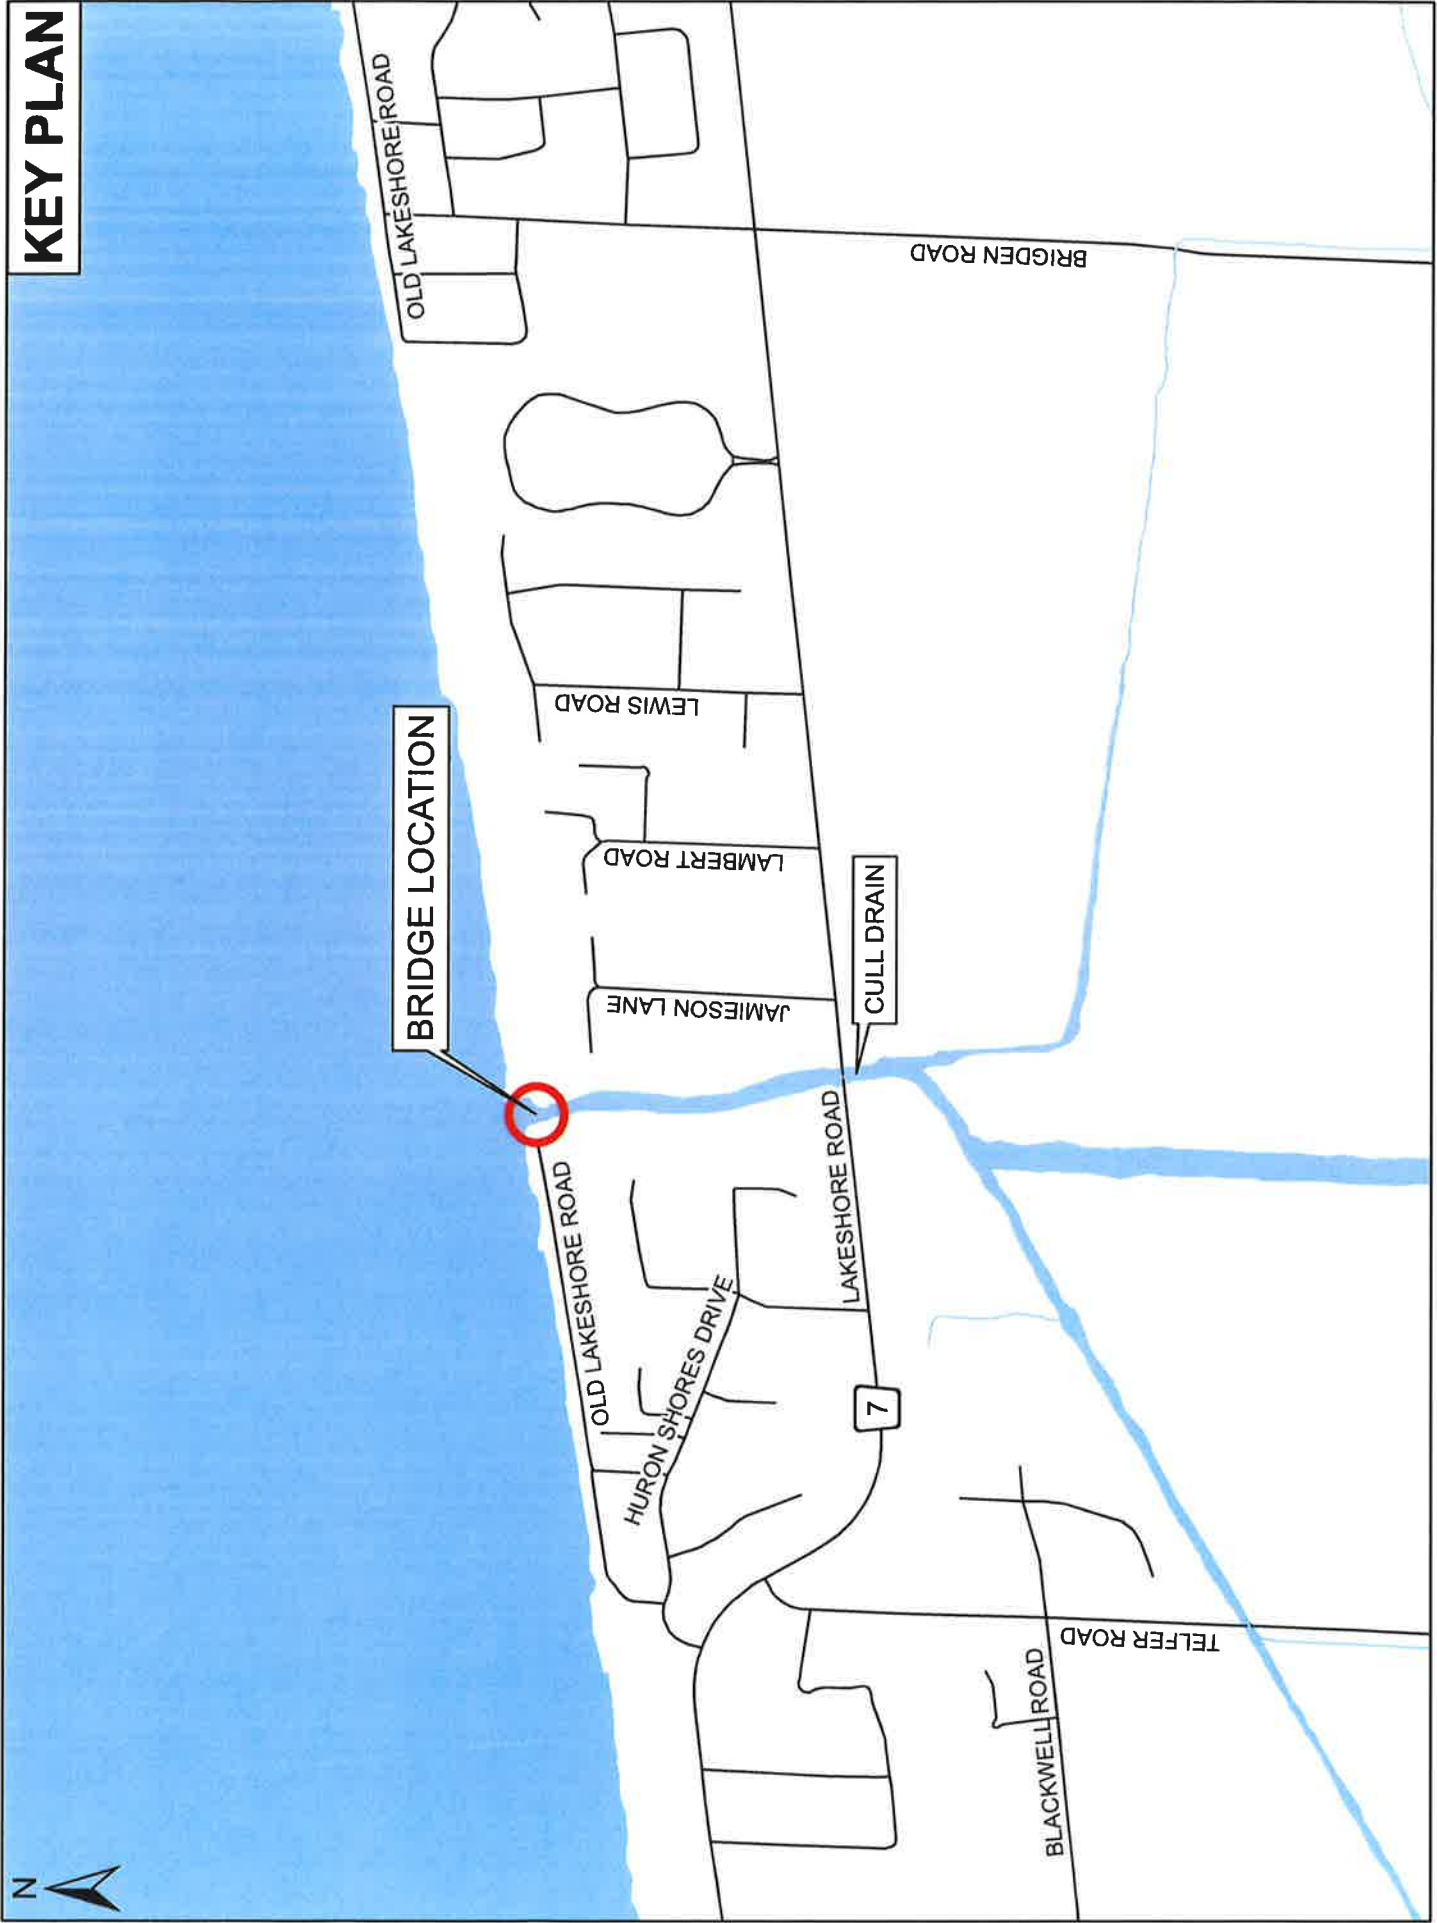 KEY PLAN
N
OLD LAKESHORE ROAD
BRIDGE LOCATION
BRIGDEN ROAD
LEWIS ROAD
LAMBERT ROAD
JAMIESON LANE
CULL DRAIN
OLD LAKESHORE ROAD
LAKESHORE ROAD
HURON SHORES DRIVE
7
TELFER ROAD
BLACKWELL ROAD